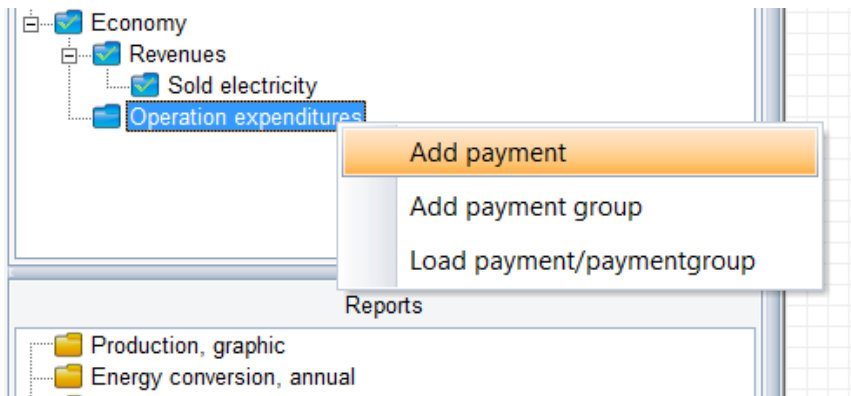 Economy
Revenues
Sold electricity
Operation expenditures
Add payment
Add payment group
Load payment/paymentgroup
Reports
Production, graphic
Energy conversion, annual